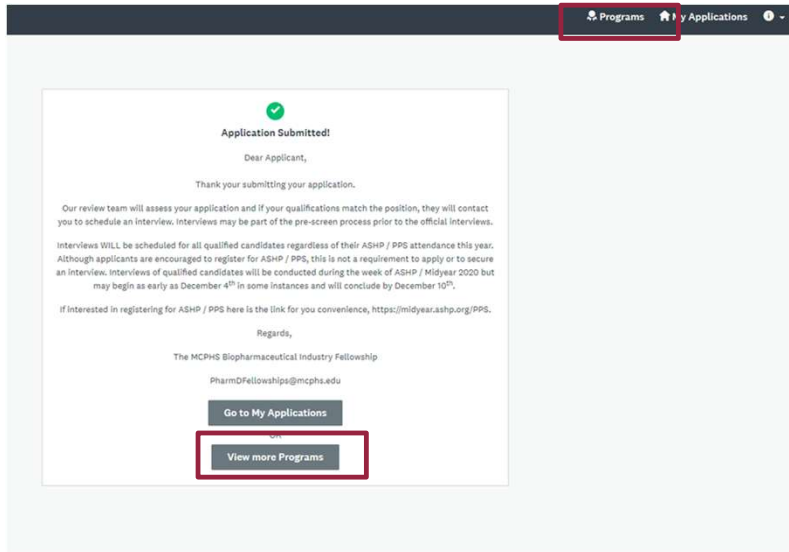 Programs My Applications
Application Submitted!
Dear Applicant,
Thank your submitting your application.
Our review team will assess your application and if your qualifications match the position, they will contact
you to schedule an interview. Interviews may be part of the pre-screen process prior to the official interviews.
Interviews WILL be scheduled for all qualified candidates regardless of their ASHP / PPS attendance this year.
Although applicants are encouraged to register for ASHP / PPS, this is not a requirement to apply or to secure
an interview. Interviews of qualified candidates will be conducted during the week of ASHP / Midyear 2020 but
may begin as early as December 4th in some instances and will conclude by December 10th.
If interested in registering for ASHP / PPS here is the link for you convenience, https://midyear.ashp.org/PPS.
Regards,
The MCPHS Biopharmaceutical Industry Fellowship
PharmDFellowships@mcphs.edu
Go to My Applications
OR
View more Programs